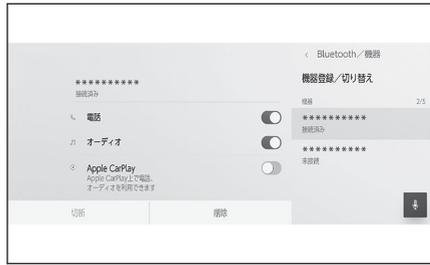 ＊＊＊＊＊＊＊＊＊＊
接続済み
電話
オーディオ
Apple CarPlay
Apple CarPlay上で電話、
オーディオを利用できます
切断
削除
＜ Bluetooth／機器
機器登録／切り替え
機器 2/5
＊＊＊＊＊＊＊＊＊＊
接続済み
＊＊＊＊＊＊＊＊＊＊
未接続